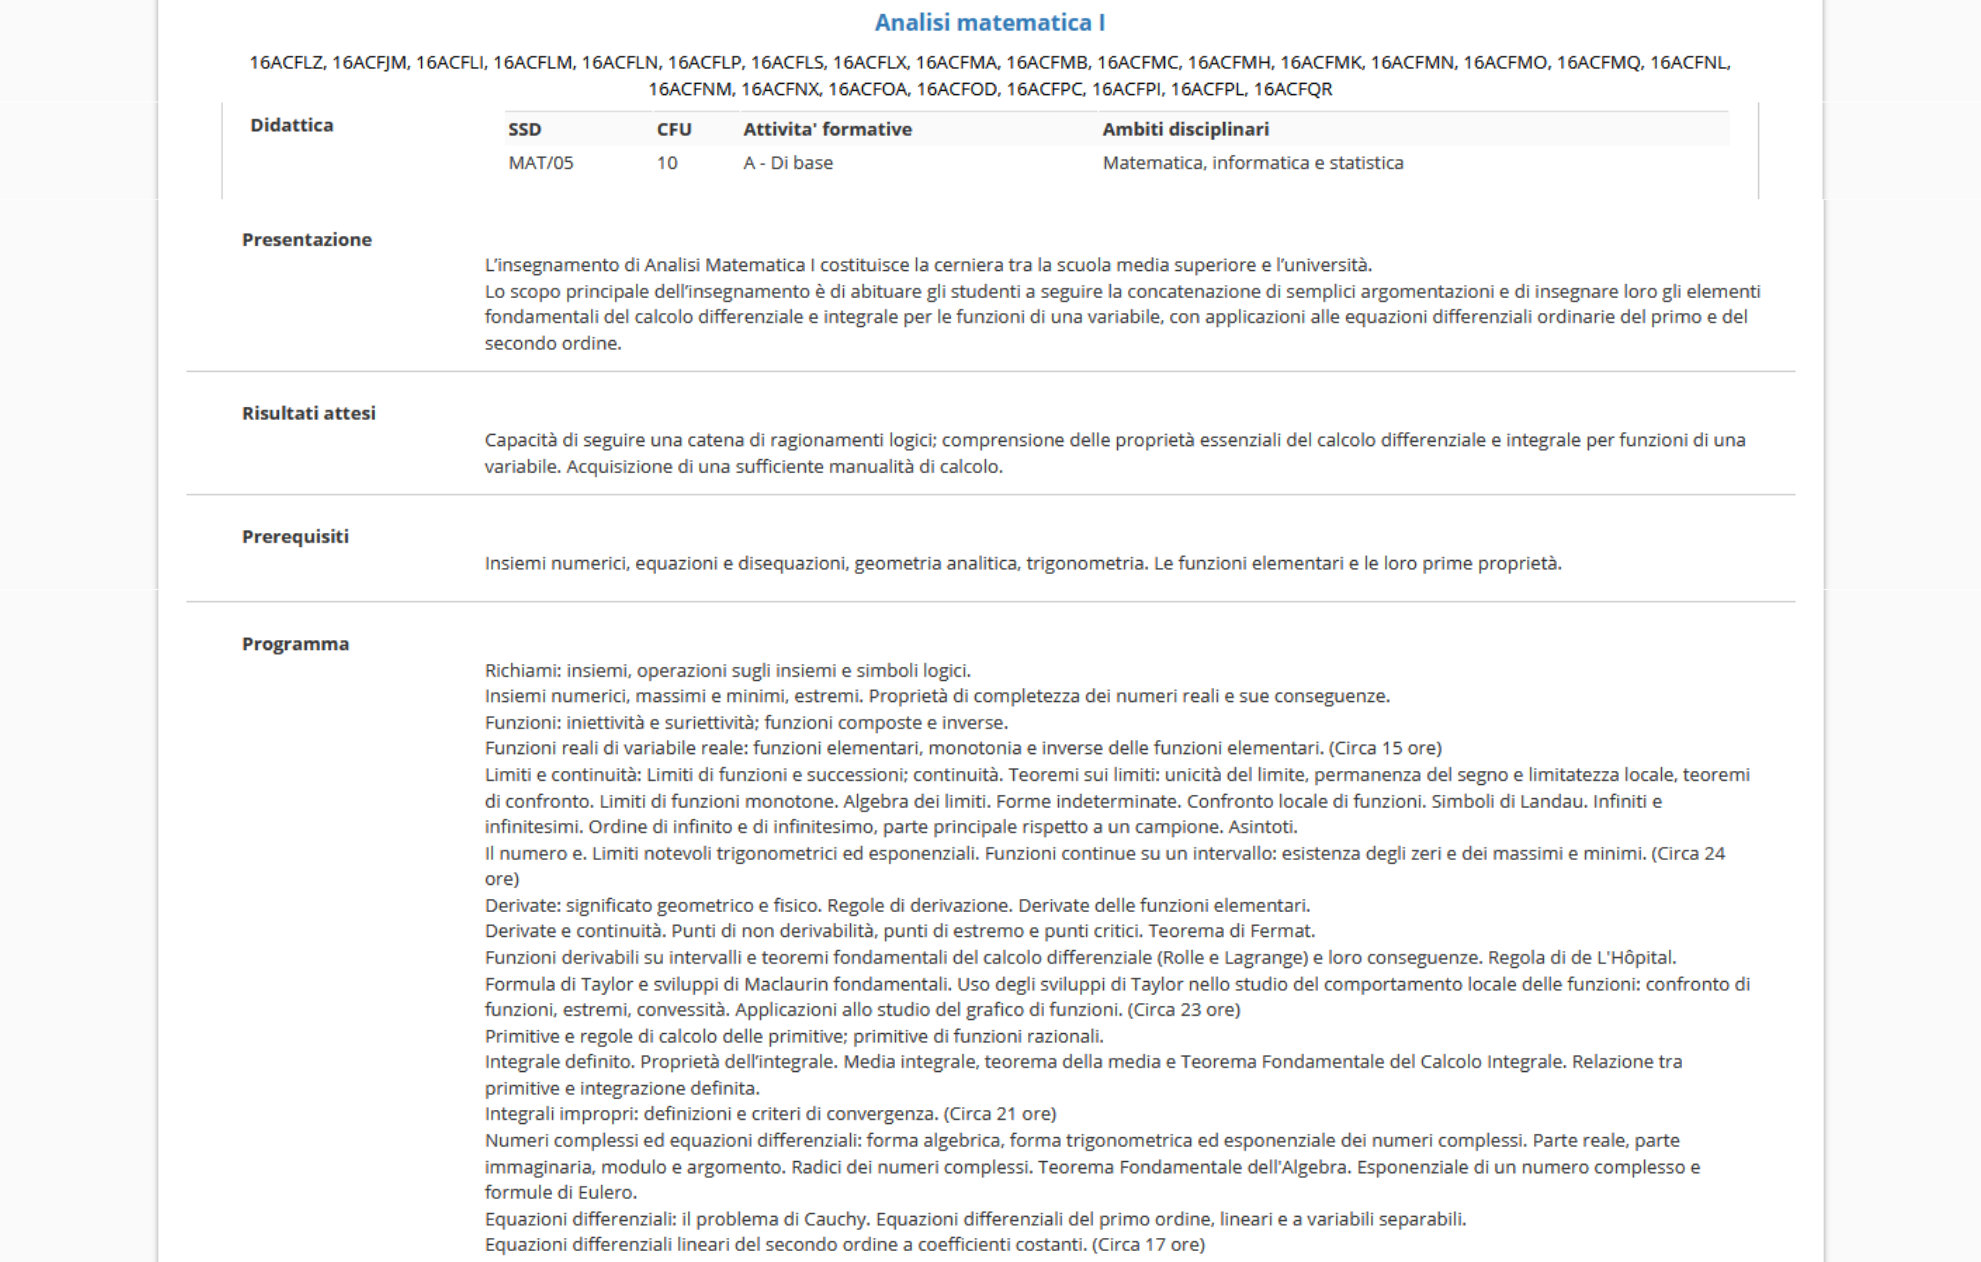 Analisi matematica I
16ACFLZ, 16ACFJM, 16ACFLI, 16ACFLM, 16ACFLN, 16ACFLP, 16ACFLS, 16ACFLX, 16ACFMA, 16ACFMB, 16ACFMC, 16ACFMH, 16ACFMK, 16ACFMN, 16ACFMO, 16ACFMQ, 16ACFNL,
16ACFNM, 16ACFNX, 16ACFOA, 16ACFOD, 16ACFPC, 16ACFPI, 16ACFPL, 16ACFQR
Didattica
SSD CFU Attivita' formative Ambiti disciplinari
MAT/05 10 A - Di base Matematica, informatica e statistica
Presentazione
L’insegnamento di Analisi Matematica I costituisce la cerniera tra la scuola media superiore e l’università.
Lo scopo principale dell’insegnamento è di abituare gli studenti a seguire la concatenazione di semplici argomentazioni e di insegnare loro gli elementi
fondamentali del calcolo differenziale e integrale per le funzioni di una variabile, con applicazioni alle equazioni differenziali ordinarie del primo e del
secondo ordine.
Risultati attesi
Capacità di seguire una catena di ragionamenti logici; comprensione delle proprietà essenziali del calcolo differenziale e integrale per funzioni di una
variabile. Acquisizione di una sufficiente manualità di calcolo.
Prerequisiti
Insiemi numerici, equazioni e disequazioni, geometria analitica, trigonometria. Le funzioni elementari e le loro prime proprietà.
Programma
Richiami: insiemi, operazioni sugli insiemi e simboli logici.
Insiemi numerici, massimi e minimi, estremi. Proprietà di completezza dei numeri reali e sue conseguenze.
Funzioni: iniettività e suriettività; funzioni composte e inverse.
Funzioni reali di variabile reale: funzioni elementari, monotonia e inverse delle funzioni elementari. (Circa 15 ore)
Limiti e continuità: Limiti di funzioni e successioni; continuità. Teoremi sui limiti: unicità del limite, permanenza del segno e limitatezza locale, teoremi
di confronto. Limiti di funzioni monotone. Algebra dei limiti. Forme indeterminate. Confronto locale di funzioni. Simboli di Landau. Infiniti e
infinitesimi. Ordine di infinito e di infinitesimo, parte principale rispetto a un campione. Asintoti.
Il numero e. Limiti notevoli trigonometrici ed esponenziali. Funzioni continue su un intervallo: esistenza degli zeri e dei massimi e minimi. (Circa 24
ore)
Derivate: significato geometrico e fisico. Regole di derivazione. Derivate delle funzioni elementari.
Derivate e continuità. Punti di non derivabilità, punti di estremo e punti critici. Teorema di Fermat.
Funzioni derivabili su intervalli e teoremi fondamentali del calcolo differenziale (Rolle e Lagrange) e loro conseguenze. Regola di de L'Hôpital.
Formula di Taylor e sviluppi di Maclaurin fondamentali. Uso degli sviluppi di Taylor nello studio del comportamento locale delle funzioni: confronto di
funzioni, estremi, convessità. Applicazioni allo studio del grafico di funzioni. (Circa 23 ore)
Primitive e regole di calcolo delle primitive; primitive di funzioni razionali.
Integrale definito. Proprietà dell’integrale. Media integrale, teorema della media e Teorema Fondamentale del Calcolo Integrale. Relazione tra
primitive e integrazione definita.
Integrali impropri: definizioni e criteri di convergenza. (Circa 21 ore)
Numeri complessi ed equazioni differenziali: forma algebrica, forma trigonometrica ed esponenziale dei numeri complessi. Parte reale, parte
immaginaria, modulo e argomento. Radici dei numeri complessi. Teorema Fondamentale dell'Algebra. Esponenziale di un numero complesso e
formule di Eulero.
Equazioni differenziali: il problema di Cauchy. Equazioni differenziali del primo ordine, lineari e a variabili separabili.
Equazioni differenziali lineari del secondo ordine a coefficienti costanti. (Circa 17 ore)